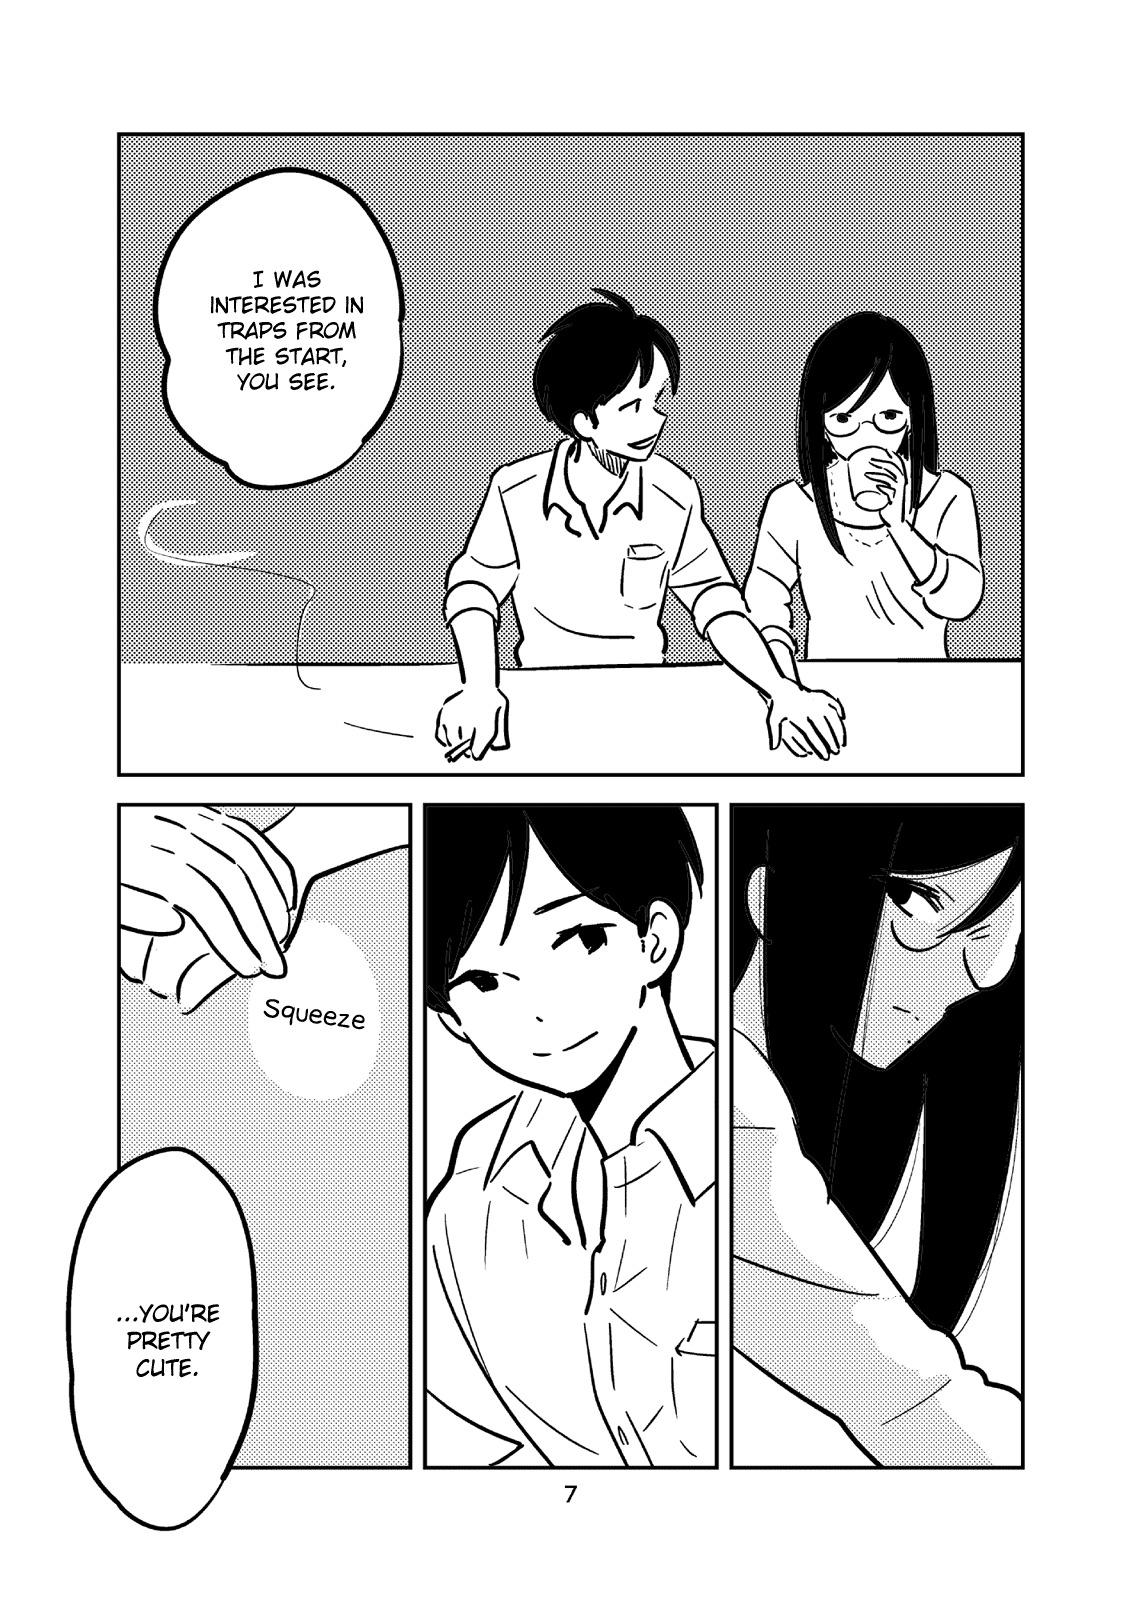 I WAS
INTERESTED IN
TRAPS FROM
THE START,
YOU SEE.
Squeeze
...YOU'RE
PRETTY
CUTE.
7